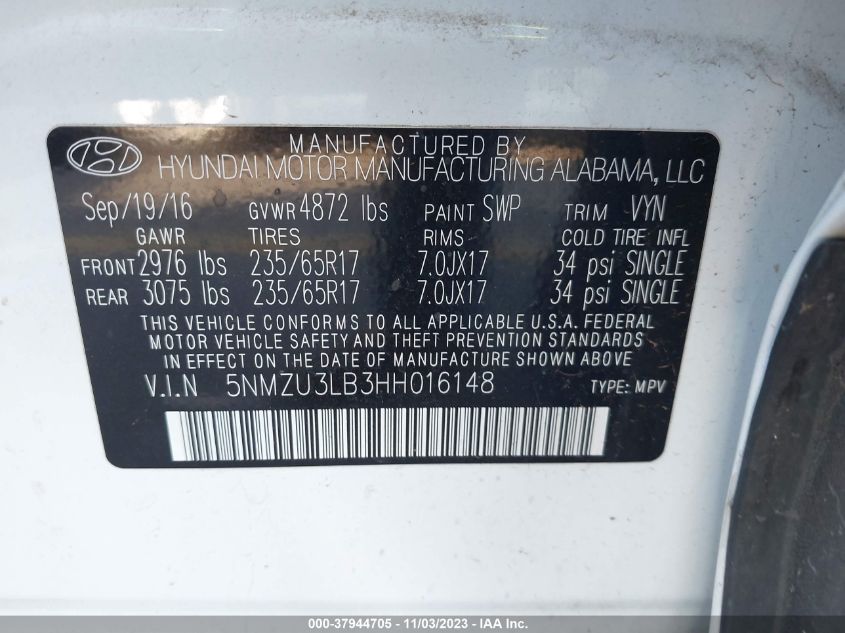 MANUFACTURED BY
HYUNDAI MOTOR MANUFACTURING ALABAMA, LLC
Sep/19/16 GVWR 4872 lbs PAINT SWP TRIM VYN
GAWR TIRES RIMS COLD TIRE INFL
FRONT 2976 lbs 235/65R17 7.0JX17 34 psi SINGLE
REAR 3075 lbs 235/65R17 7.0JX17 34 psi SINGLE
THIS VEHICLE CONFORMS TO ALL APPLICABLE U.S.A. FEDERAL
MOTOR VEHICLE SAFETY AND THEFT PREVENTION STANDARDS
IN EFFECT ON THE DATE OF MANUFACTURE SHOWN ABOVE.
V.I.N 5NMZU3LB3HH016148 TYPE: MPV
000-37944705 - 11/03/2023 - IAA Inc.